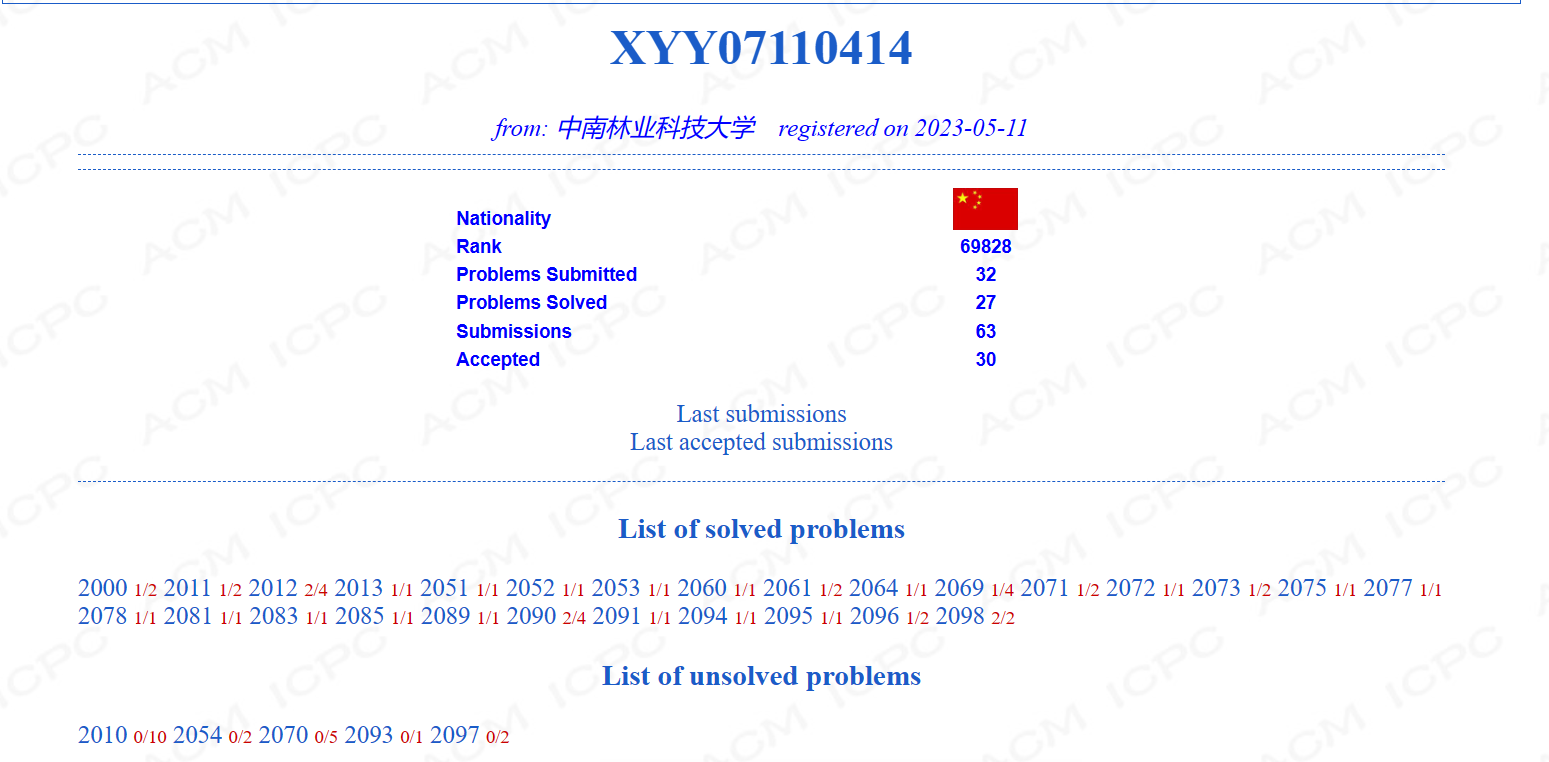 XYY07110414
from: 中南林业科技大学 registered on 2023-05-11
Nationality
Rank 69828
Problems Submitted 32
Problems Solved 27
Submissions 63
Accepted 30
Last submissions
Last accepted submissions
List of solved problems
2000 1/2 2011 1/2 2012 2/4 2013 1/1 2051 1/1 2052 1/1 2053 1/1 2060 1/1 2061 1/2 2064 1/1 2069 1/4 2071 1/2 2072 1/1 2073 1/2 2075 1/1 2077 1/1
2078 1/1 2081 1/1 2083 1/1 2085 1/1 2089 1/1 2090 2/4 2091 1/1 2094 1/1 2095 1/1 2096 1/2 2098 2/2
List of unsolved problems
2010 0/10 2054 0/2 2070 0/5 2093 0/1 2097 0/2
ACM ICPC